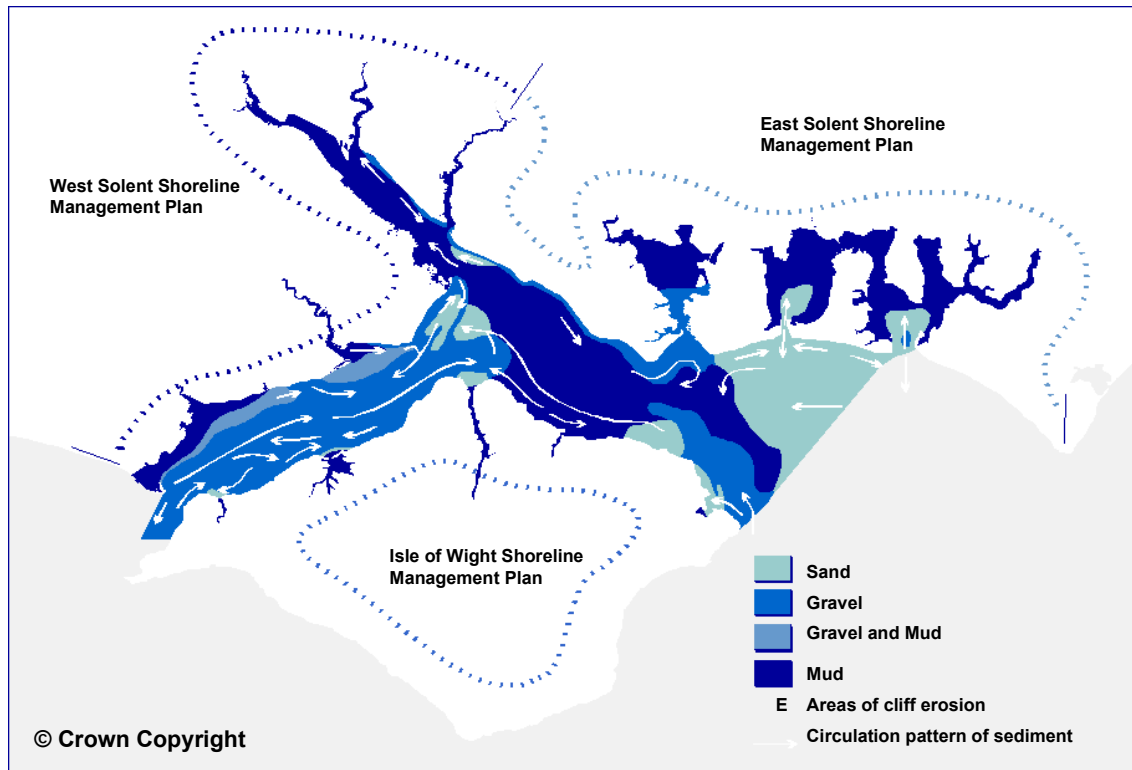 East Solent Shoreline
Management Plan
West Solent Shoreline
Management Plan
Isle of Wight Shoreline
Management Plan
Sand
Gravel
Gravel and Mud
Mud
E Areas of cliff erosion
Circulation pattern of sediment
© Crown Copyright